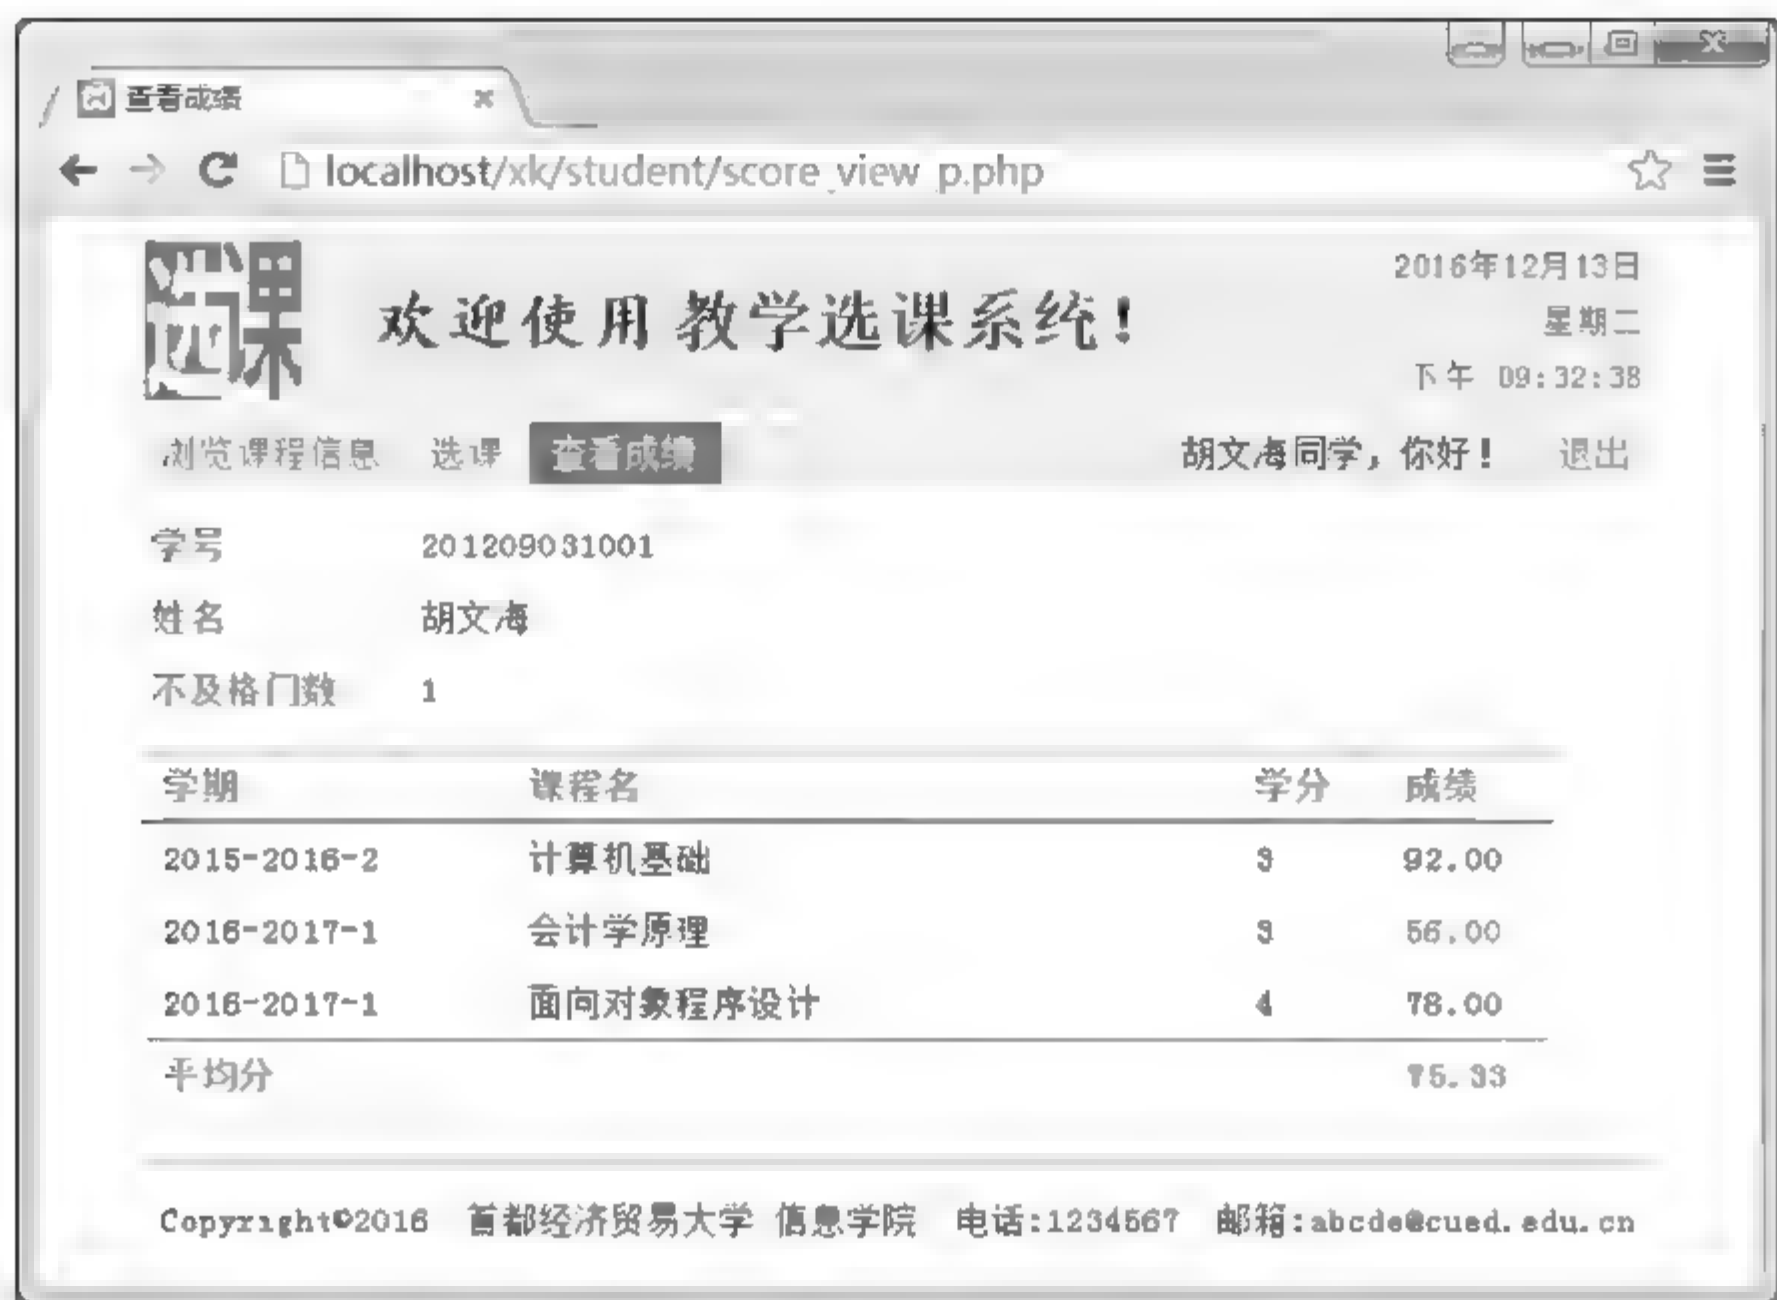 查看成绩
localhost/xk/student/score_view_p.php
选课
欢迎使用 教学选课系统!
2016年12月13日
星期二
下午 09:32:38
浏览课程信息 选课 查看成绩 胡文海同学,你好! 退出
学号 201209031001
姓名 胡文海
不及格门数 1
学期 课程名 学分 成绩
2015-2016-2 计算机基础 3 92.00
2016-2017-1 会计学原理 3 56.00
2016-2017-1 面向对象程序设计 4 78.00
平均分 75.33
Copyright©2016 首都经济贸易大学 信息学院 电话:1234567 邮箱:abcde@cueb.edu.cn